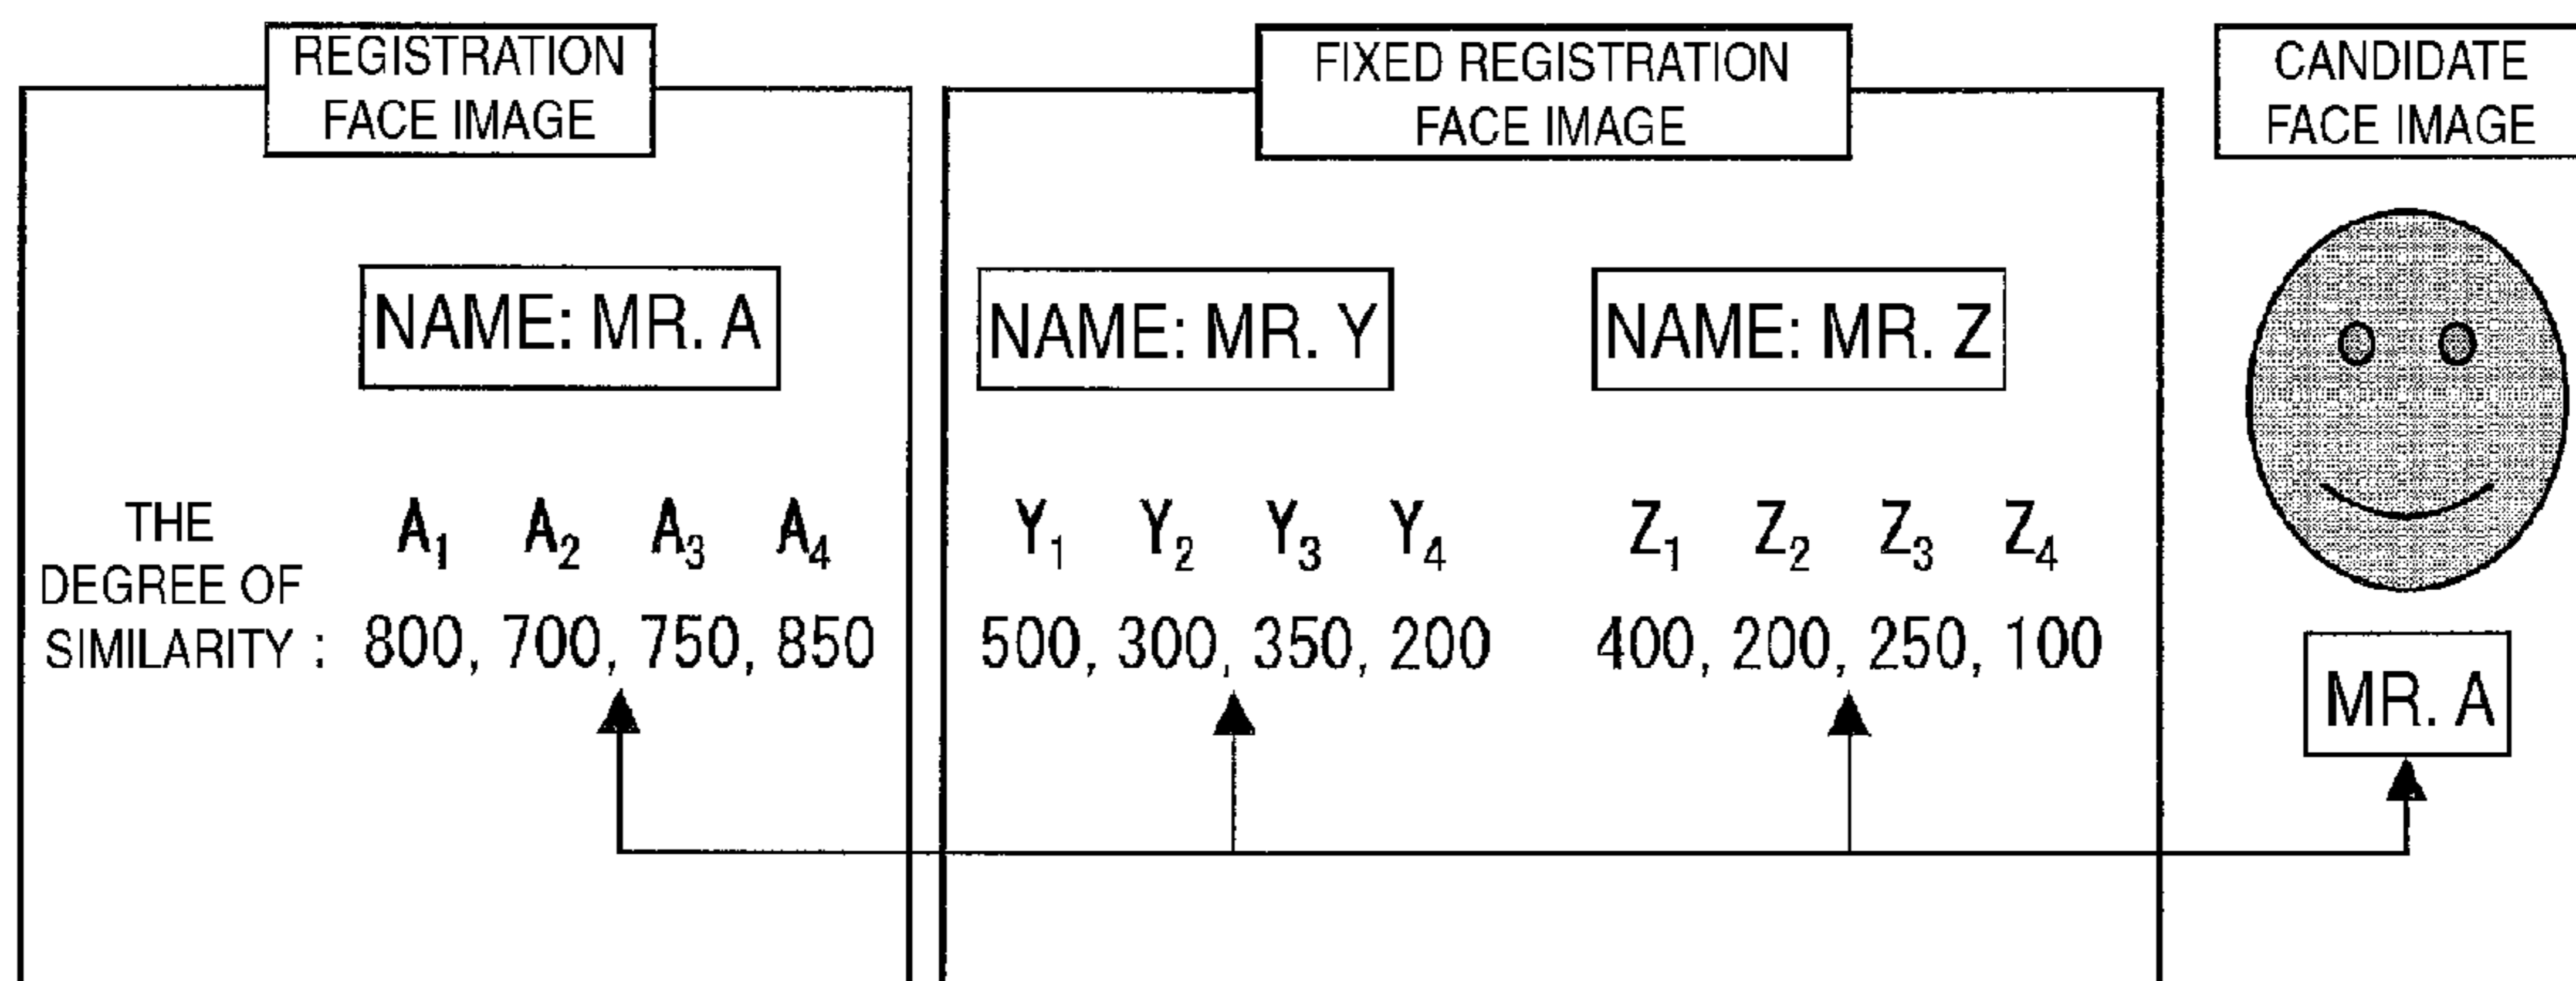 REGISTRATION
FACE IMAGE
FIXED REGISTRATION
FACE IMAGE
CANDIDATE
FACE IMAGE
NAME: MR. A
NAME: MR. Y
NAME: MR. Z
THE
DEGREE OF
SIMILARITY :
A₁ A₂ A₃ A₄
800, 700, 750, 850
Y₁ Y₂ Y₃ Y₄
500, 300, 350, 200
Z₁ Z₂ Z₃ Z₄
400, 200, 250, 100
MR. A